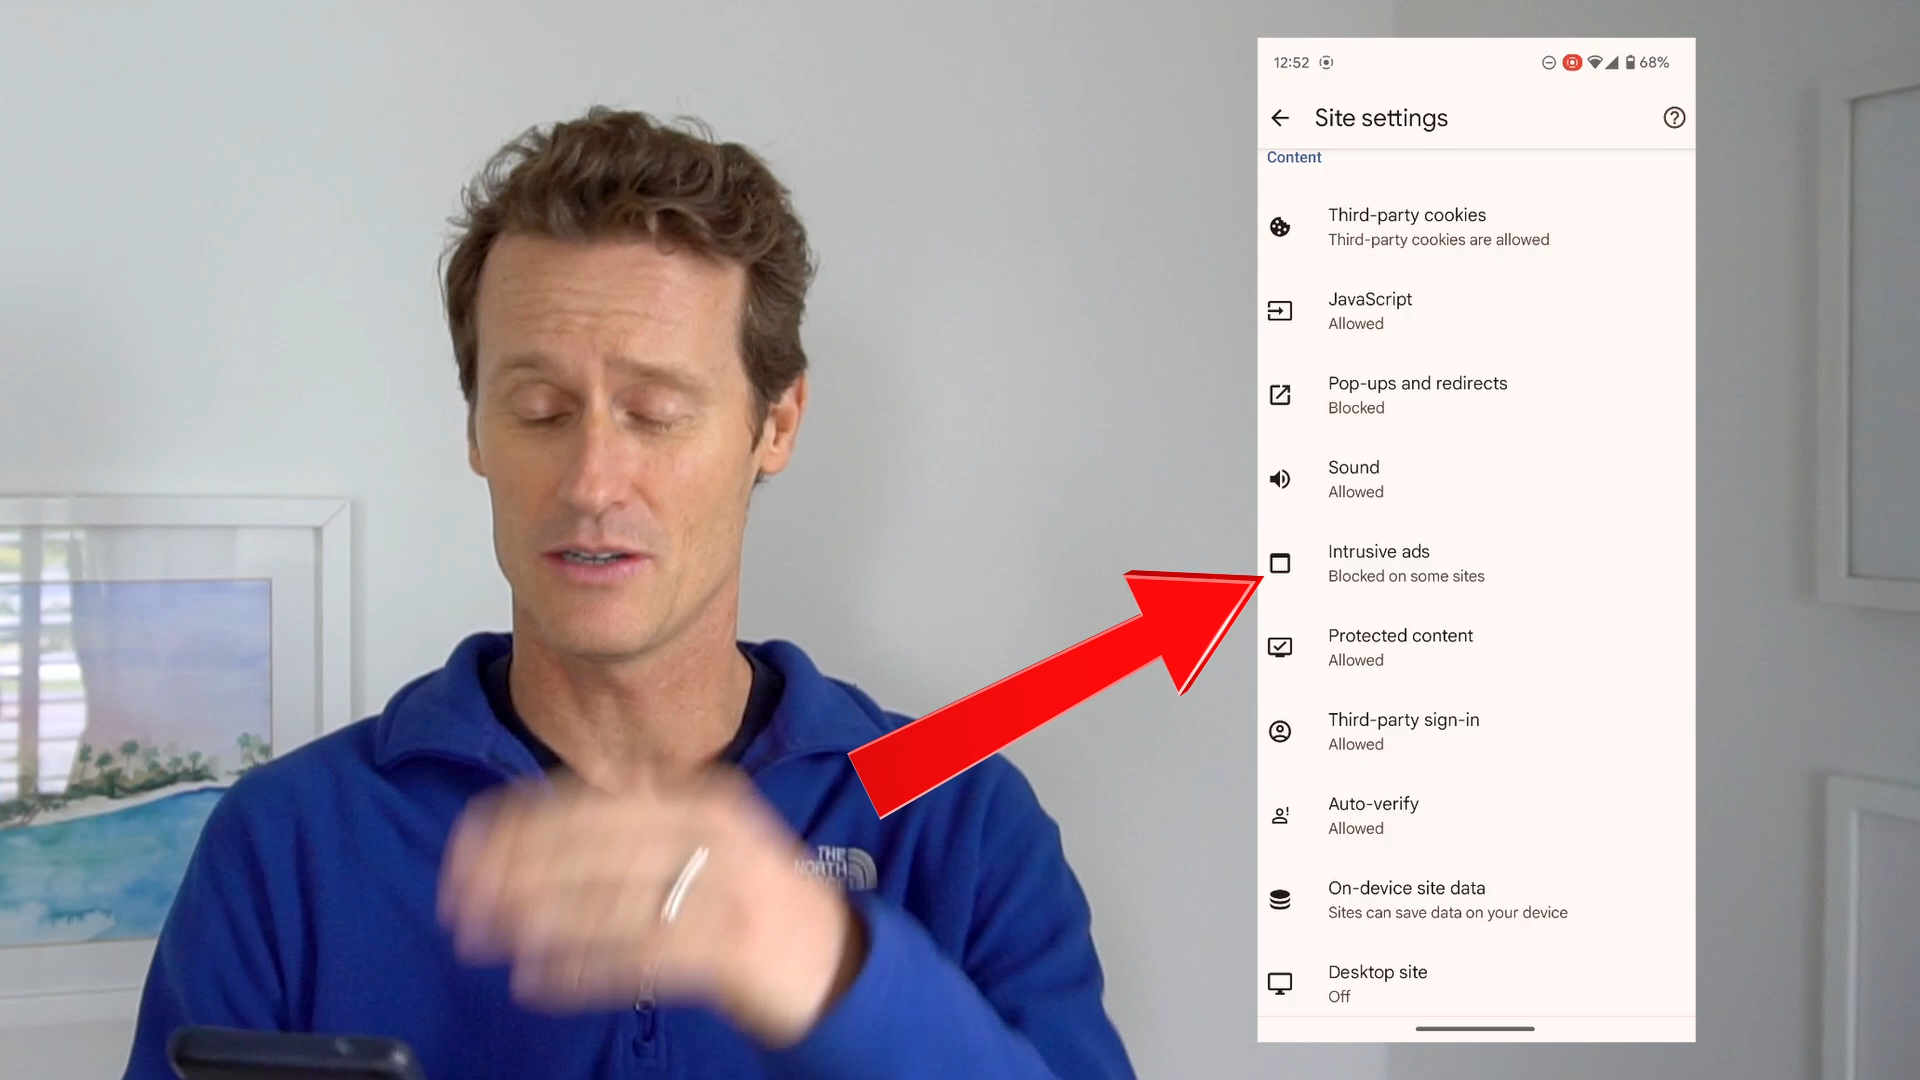 12:52 68%
Site settings
Content
Third-party cookies
Third-party cookies are allowed
JavaScript
Allowed
Pop-ups and redirects
Blocked
Sound
Allowed
Intrusive ads
Blocked on some sites
Protected content
Allowed
Third-party sign-in
Allowed
Auto-verify
Allowed
On-device site data
Sites can save data on your device
Desktop site
Off
THE
NORTH